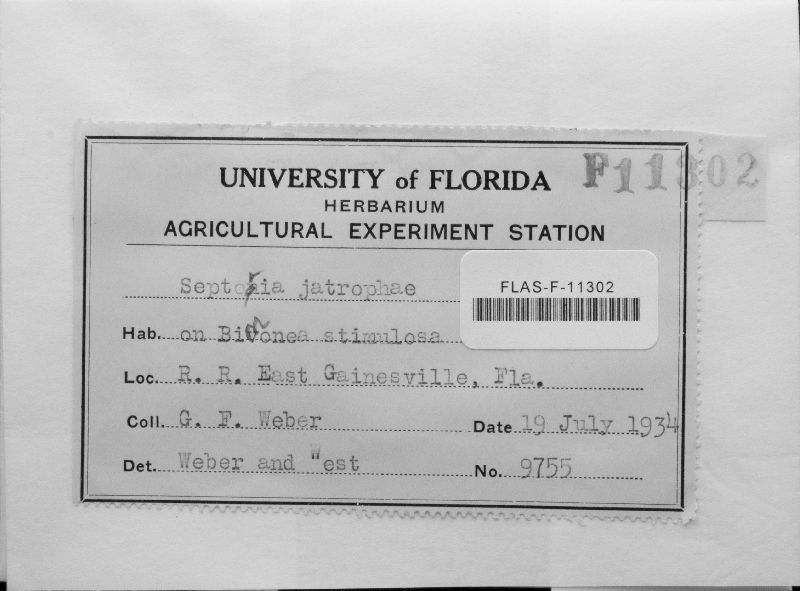 UNIVERSITY of FLORIDA
F11302
HERBARIUM
AGRICULTURAL EXPERIMENT STATION
Septoria jatrophae
FLAS-F-11302
Hab. on Bivonea stimulosa
Loc. R. R. East Gainesville, Fla.
Coll. G. F. Weber Date 19 July 1934
Det. Weber and West No. 9755